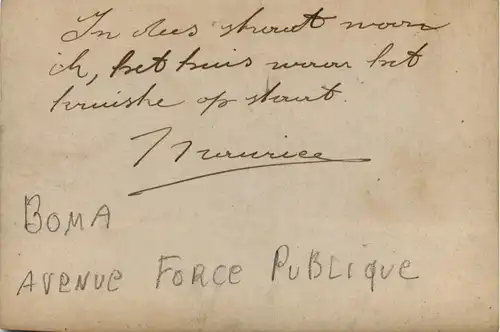 In dees straat woon
ik, het huis waar het
kruiske op staat.
Maurice
BOMA
AVENUE FORCE PUBLIQUE